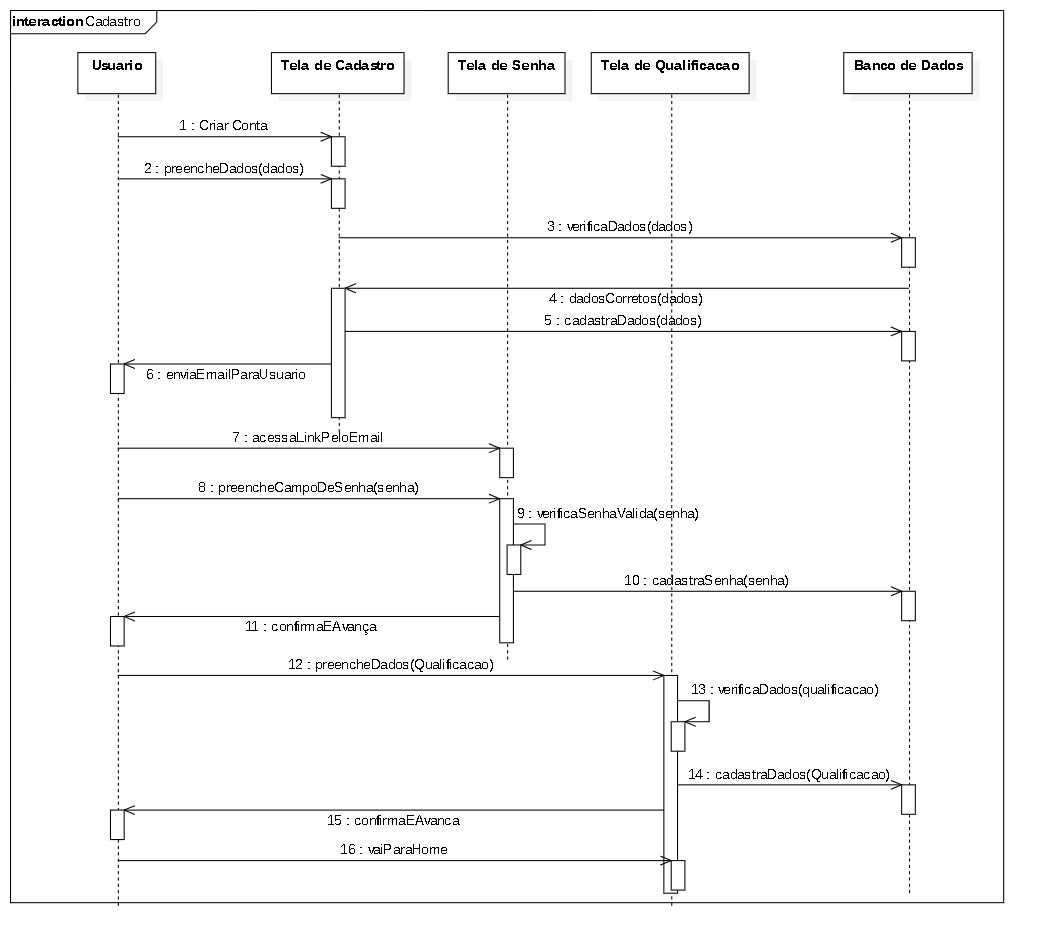 interaction Cadastro
Usuario
Tela de Cadastro
Tela de Senha
Tela de Qualificacao
Banco de Dados
1 : Criar Conta
2 : preencheDados(dados)
3 : verificaDados(dados)
4 : dadosCorretos(dados)
5 : cadastraDados(dados)
6 : enviaEmailParaUsuario
7 : acessaLinkPeloEmail
8 : preencheCampoDeSenha(senha)
9 : verificaSenhaValida(senha)
10 : cadastraSenha(senha)
11 : confirmaEAvança
12 : preencheDados(Qualificacao)
13 : verificaDados(qualificacao)
14 : cadastraDados(Qualificacao)
15 : confirmaEAvanca
16 : vaiParaHome